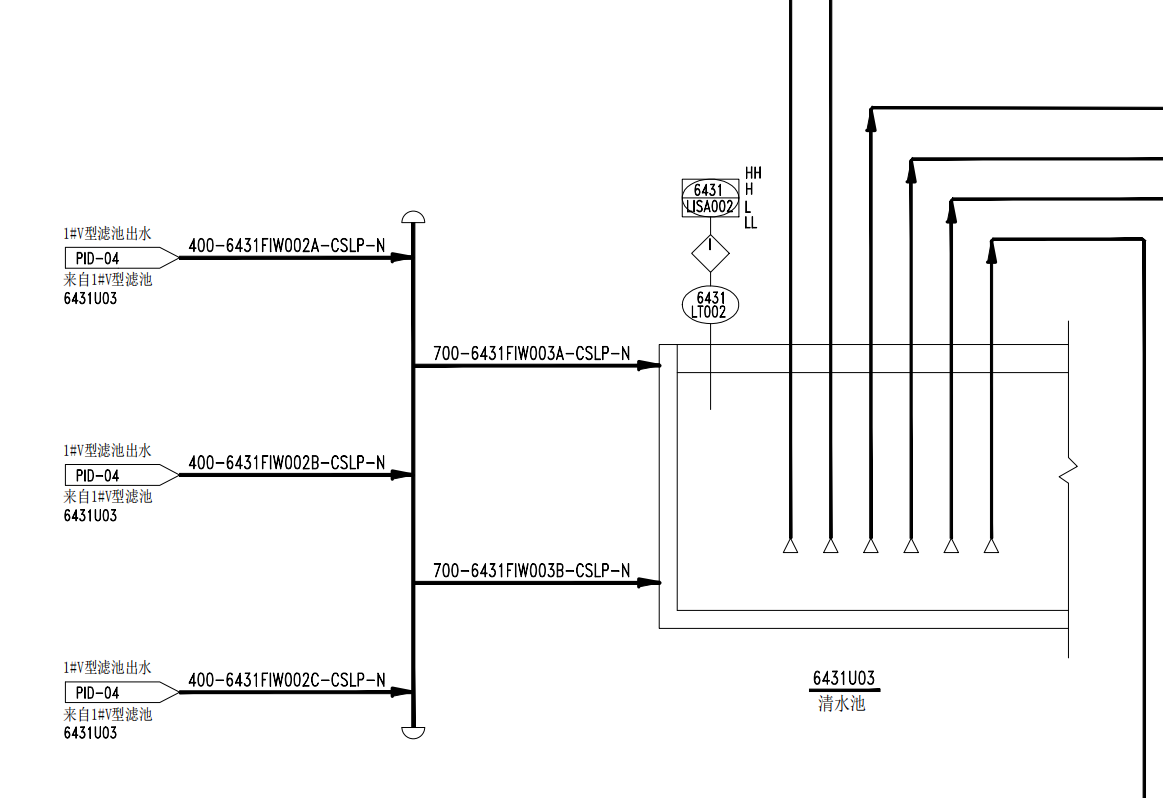 HH
H
L
LL
6431
LISA002
I
6431
LT002
1#V型滤池出水
PID-04
来自1#V型滤池
6431U03
400-6431FIW002A-CSLP-N
700-6431FIW003A-CSLP-N
1#V型滤池出水
PID-04
来自1#V型滤池
6431U03
400-6431FIW002B-CSLP-N
700-6431FIW003B-CSLP-N
1#V型滤池出水
PID-04
来自1#V型滤池
6431U03
400-6431FIW002C-CSLP-N
6431U03
清水池